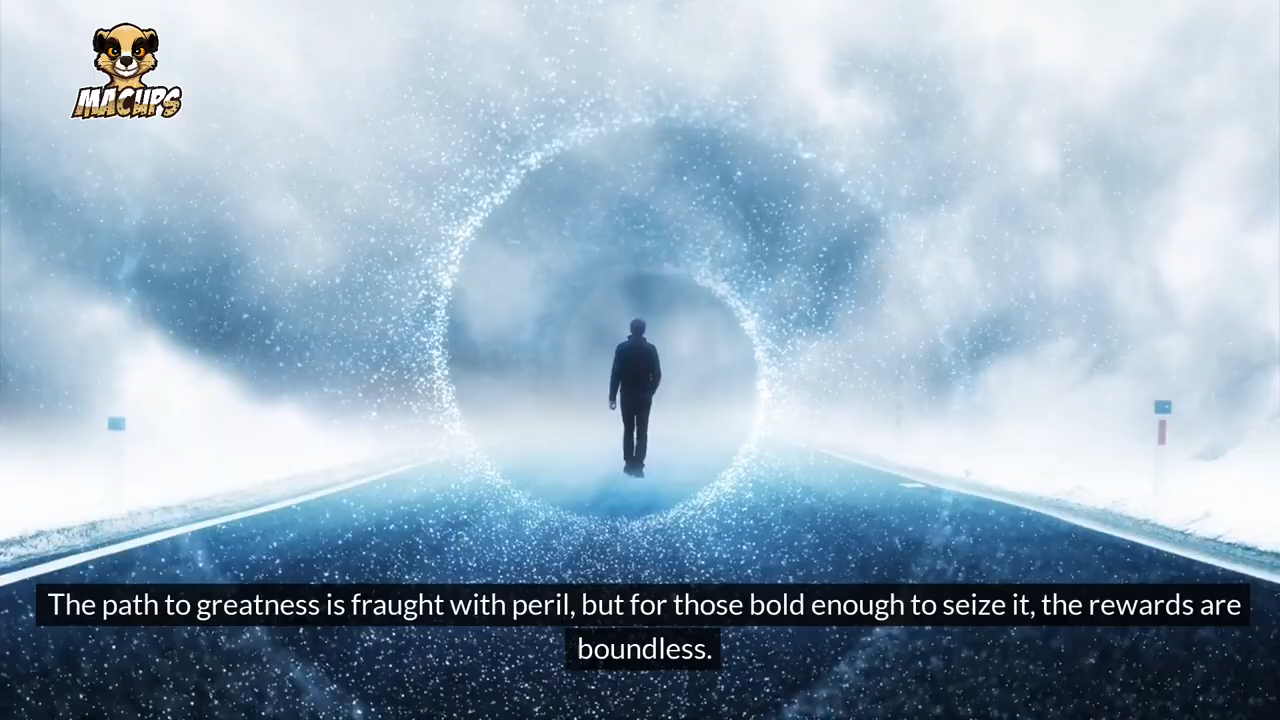 MACUPS
The path to greatness is fraught with peril, but for those bold enough to seize it, the rewards are
boundless.